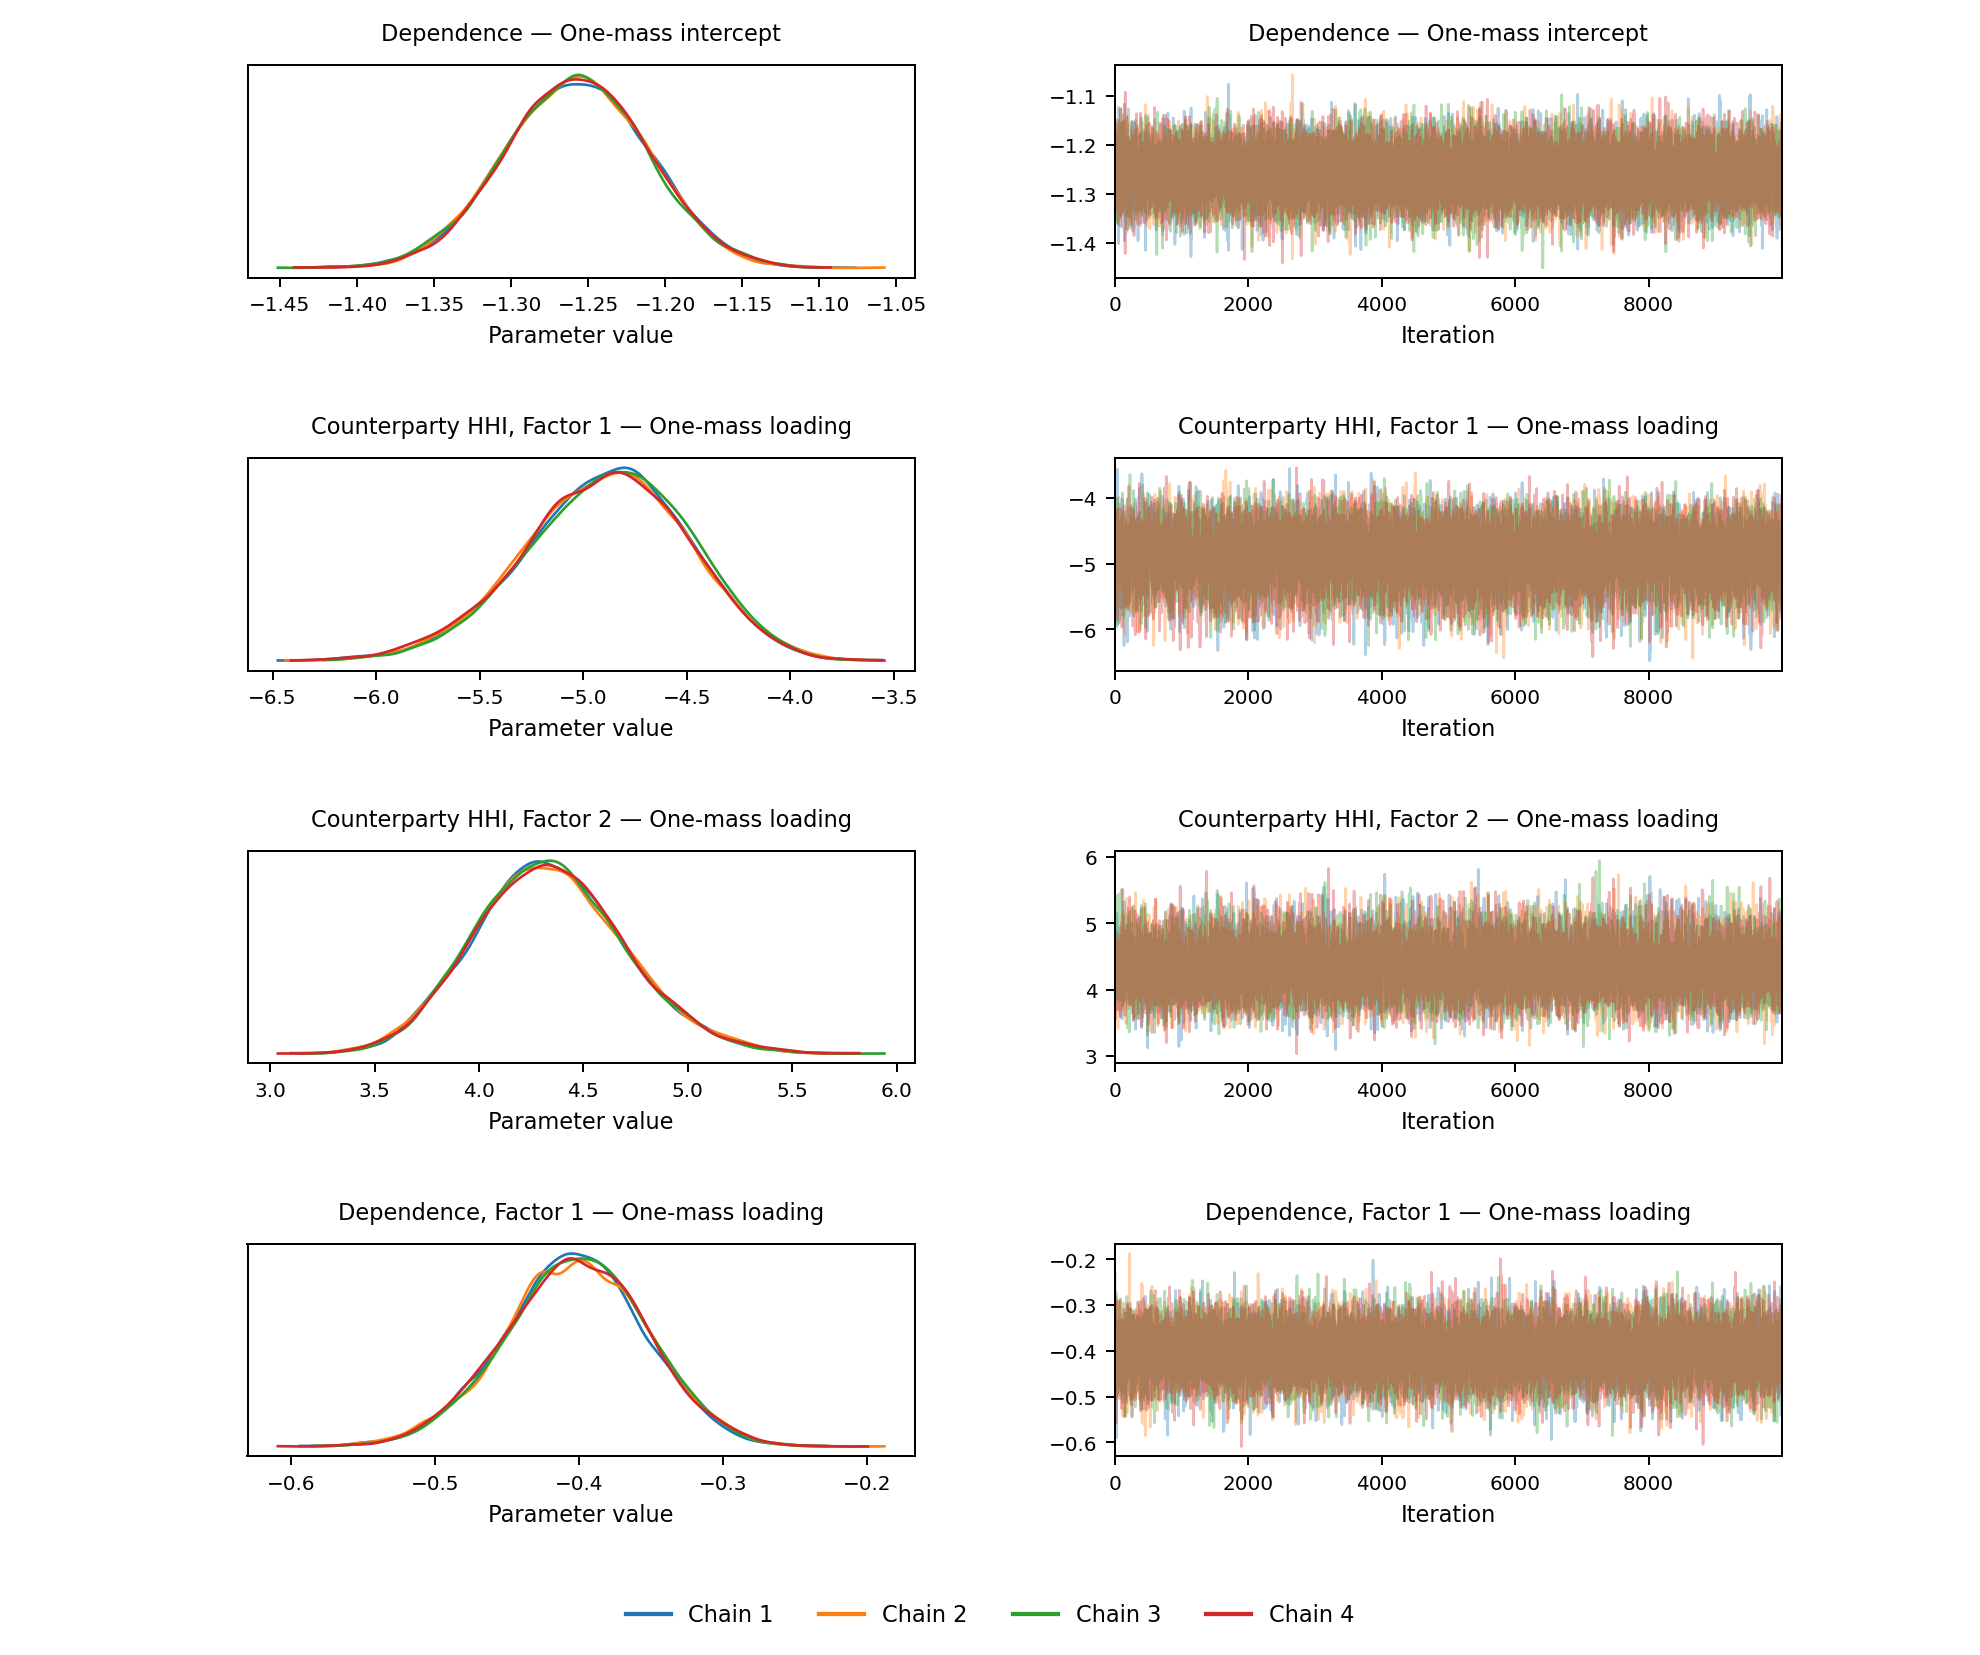 Dependence — One-mass intercept
−1.45 −1.40 −1.35 −1.30 −1.25 −1.20 −1.15 −1.10 −1.05
Parameter value
Dependence — One-mass intercept
−1.1
−1.2
−1.3
−1.4
0 2000 4000 6000 8000
Iteration
Counterparty HHI, Factor 1 — One-mass loading
−6.5 −6.0 −5.5 −5.0 −4.5 −4.0 −3.5
Parameter value
Counterparty HHI, Factor 1 — One-mass loading
−4
−5
−6
0 2000 4000 6000 8000
Iteration
Counterparty HHI, Factor 2 — One-mass loading
3.0 3.5 4.0 4.5 5.0 5.5 6.0
Parameter value
Counterparty HHI, Factor 2 — One-mass loading
6
5
4
3
0 2000 4000 6000 8000
Iteration
Dependence, Factor 1 — One-mass loading
−0.6 −0.5 −0.4 −0.3 −0.2
Parameter value
Dependence, Factor 1 — One-mass loading
−0.2
−0.3
−0.4
−0.5
−0.6
0 2000 4000 6000 8000
Iteration
Chain 1 Chain 2 Chain 3 Chain 4